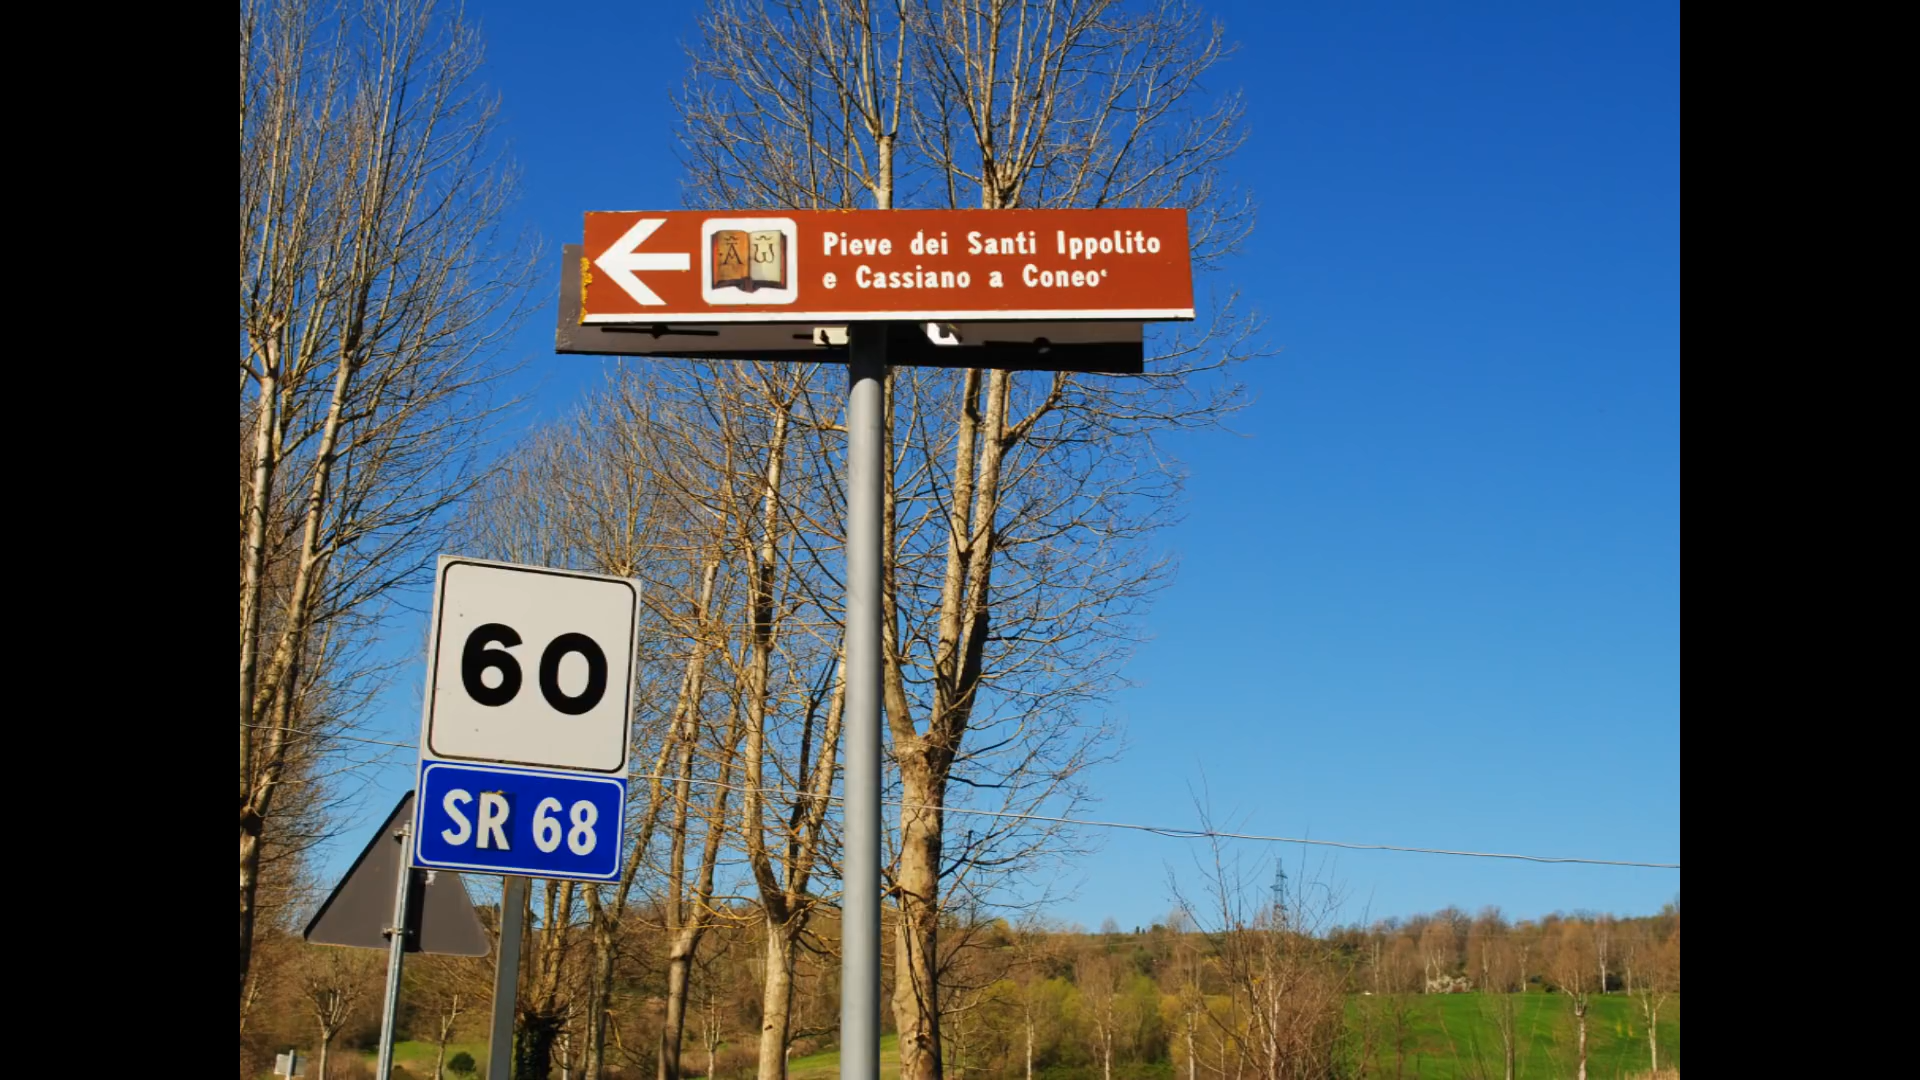 Pieve dei Santi Ippolito
e Cassiano a Coneo
A ω
60
SR 68